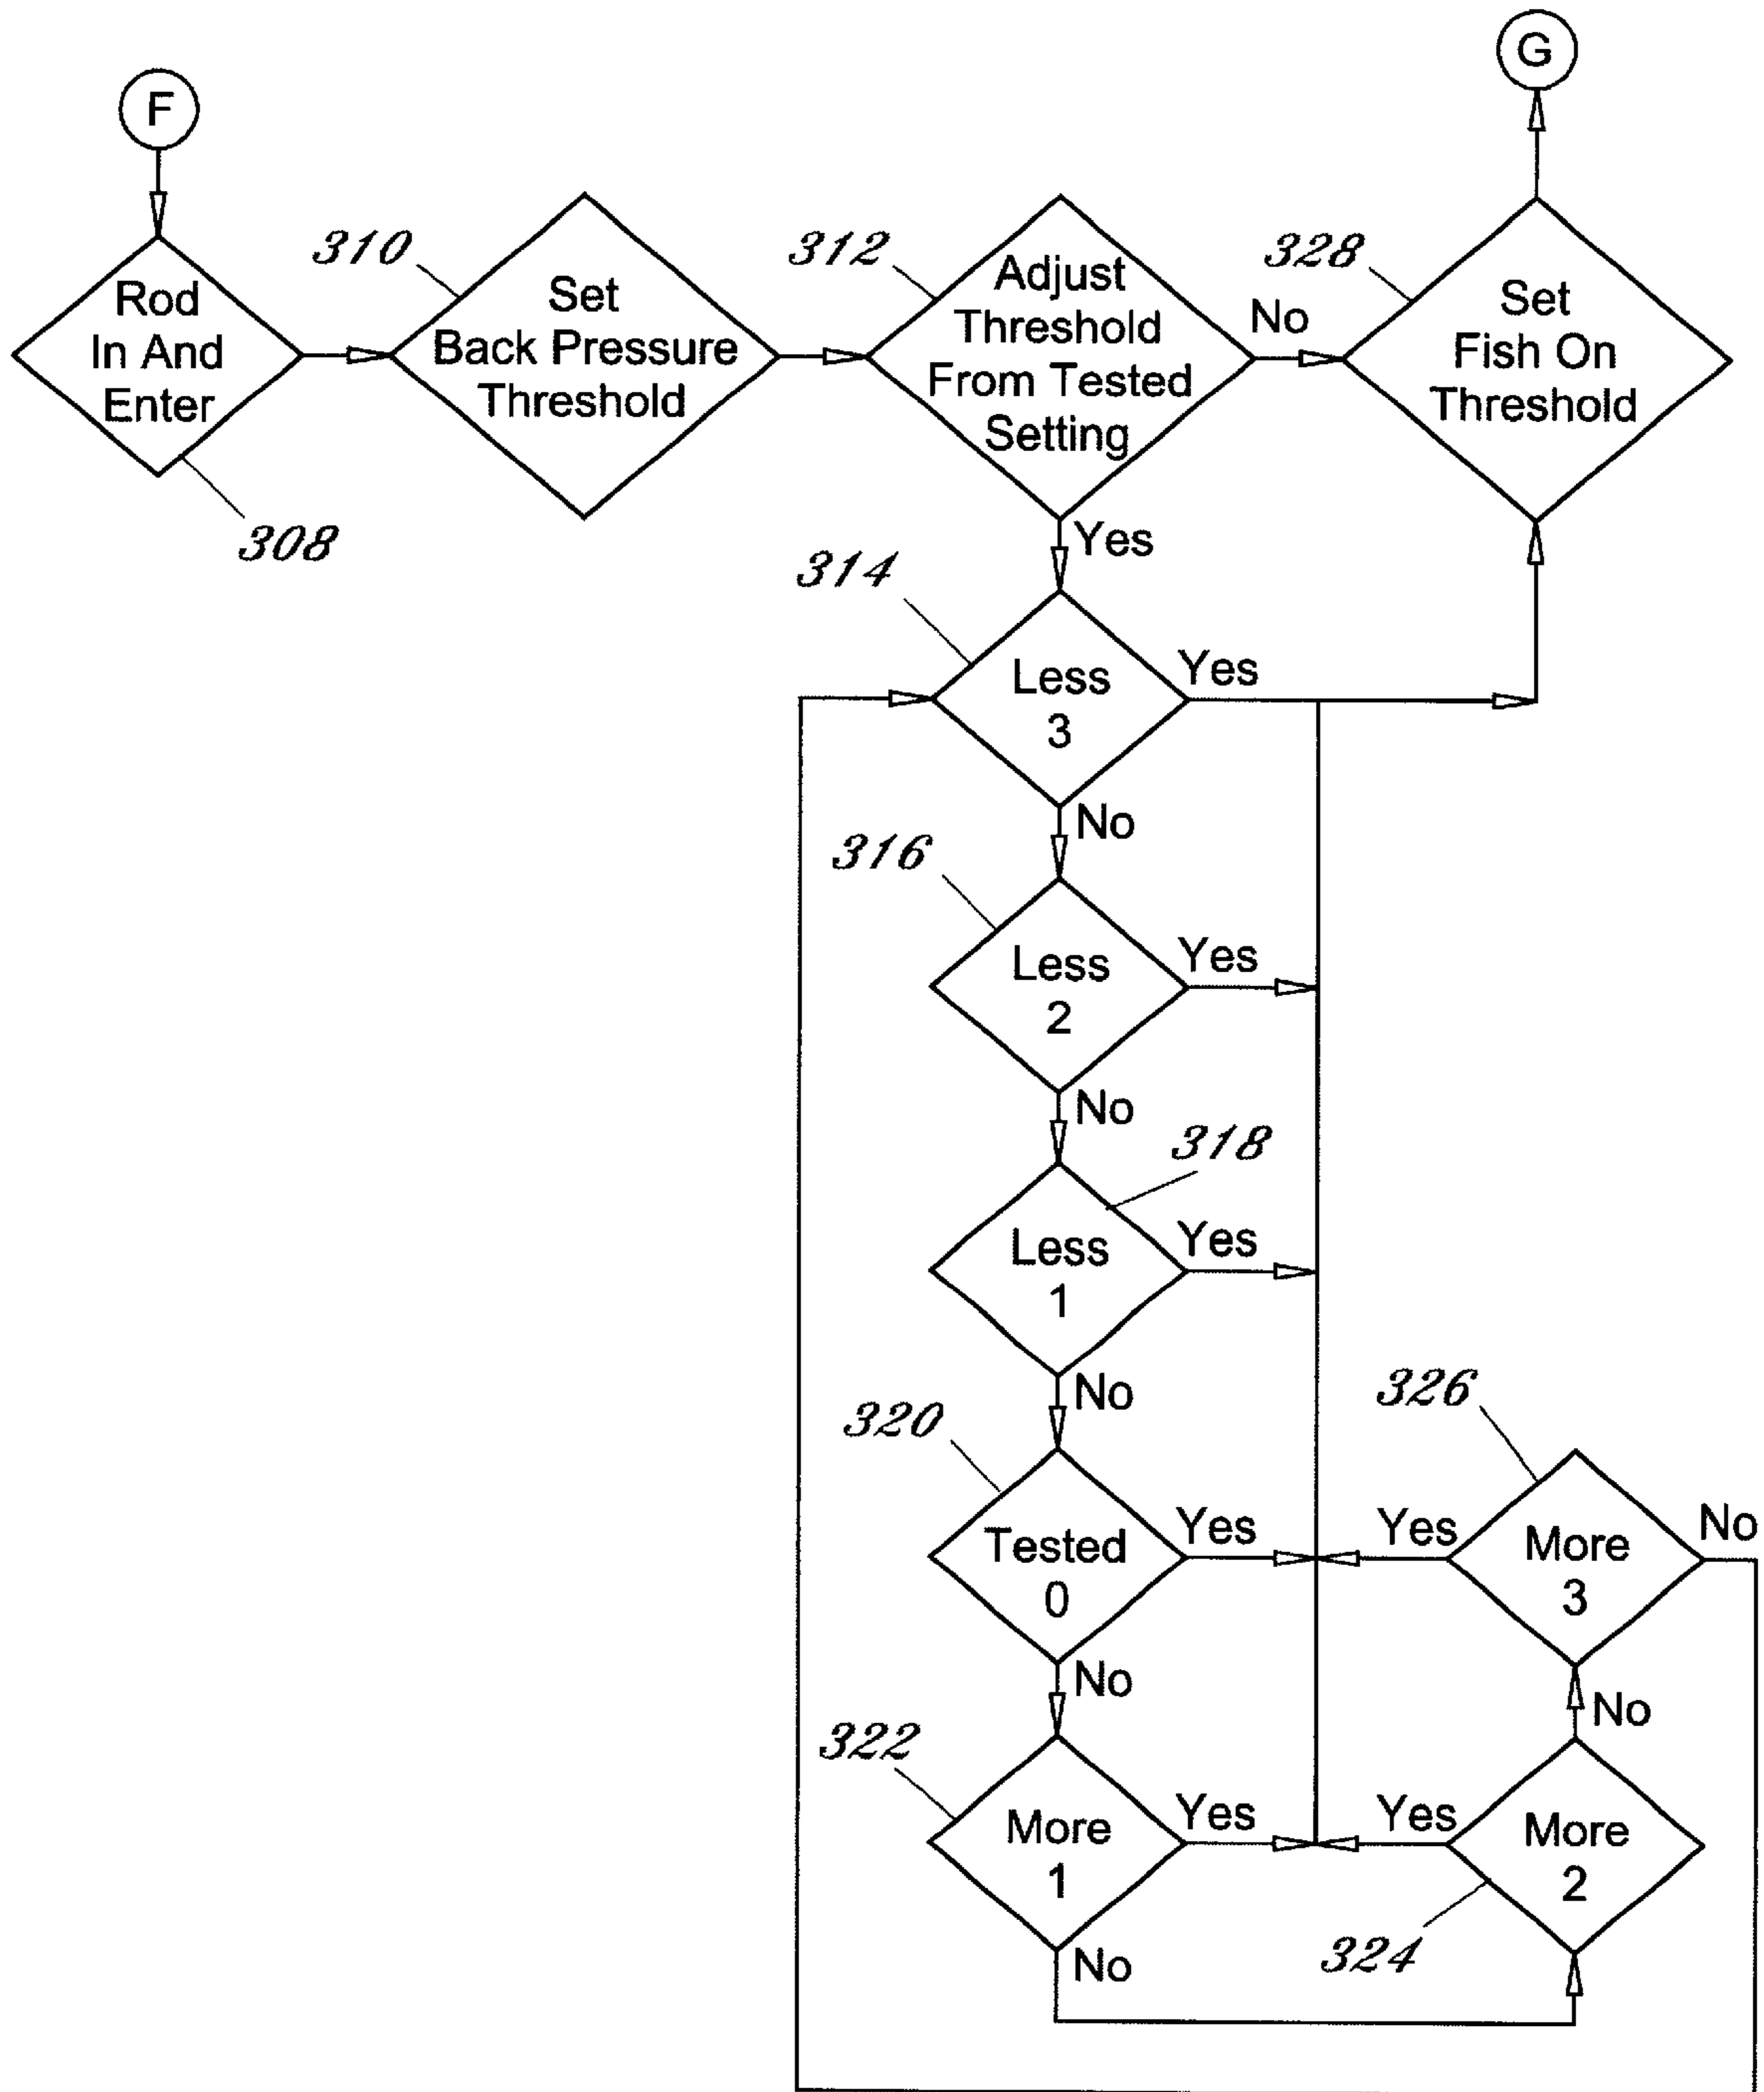 G
F
310
312
328
Rod
In And
Enter
Set
Back Pressure
Threshold
Adjust
Threshold
From Tested
Setting
No
Set
Fish On
Threshold
308
Yes
314
Less
3
Yes
No
316
Less
2
Yes
No
318
Less
1
Yes
No
320
Tested
0
Yes
326
Yes
More
3
No
No
No
322
More
1
Yes
Yes
More
2
No
324